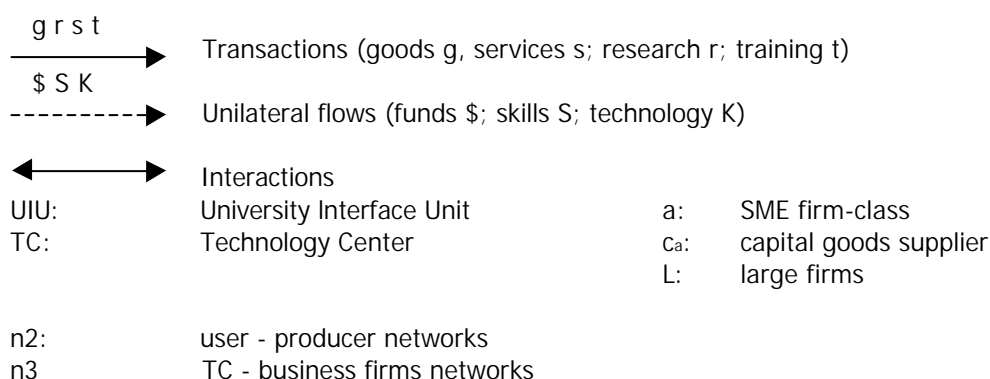 g r s t
Transactions (goods g, services s; research r; training t)
$ S K
Unilateral flows (funds $; skills S; technology K)
Interactions
UIU: University Interface Unit a: SME firm-class
TC: Technology Center ca: capital goods supplier
L: large firms
n2: user - producer networks
n3 TC - business firms networks